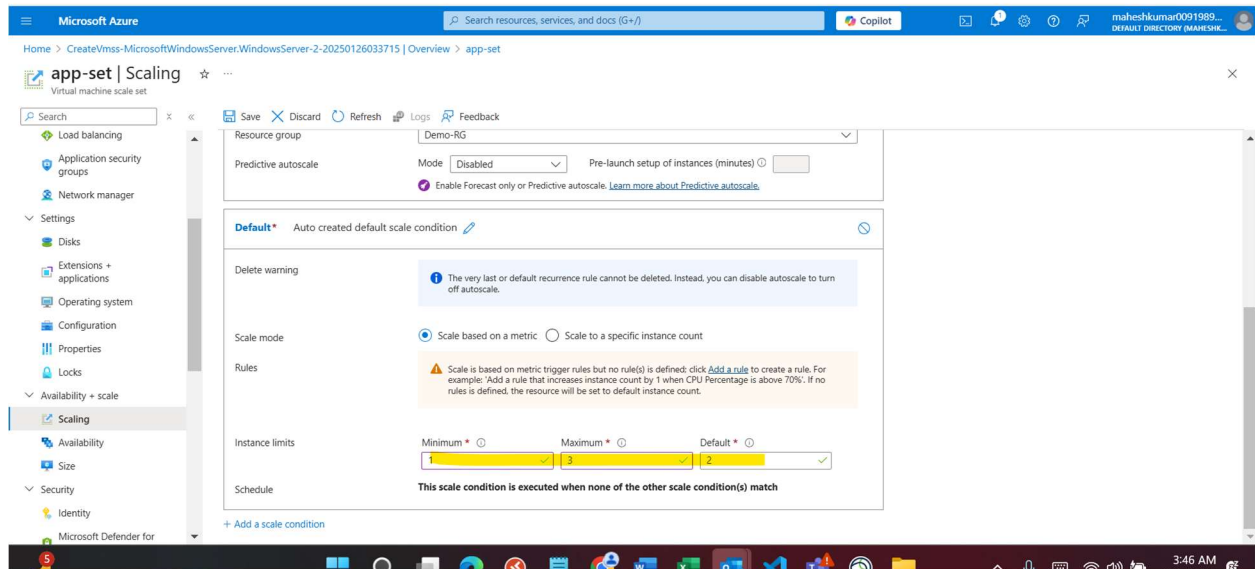 Microsoft Azure
Search resources, services, and docs (G+/)
Copilot
1
maheshkumar0091989...
DEFAULT DIRECTORY (MAHESHK...
Home > CreateVmss-MicrosoftWindowsServer.WindowsServer-2-20250126033715 | Overview > app-set
app-set | Scaling
Virtual machine scale set
Search
Save Discard Refresh Logs Feedback
Load balancing
Application security
groups
Network manager
Settings
Disks
Extensions +
applications
Operating system
Configuration
Properties
Locks
Availability + scale
Scaling
Availability
Size
Security
Identity
Microsoft Defender for
Resource group
Demo-RG
Predictive autoscale
Mode Disabled Pre-launch setup of instances (minutes)
Enable Forecast only or Predictive autoscale. Learn more about Predictive autoscale.
Default* Auto created default scale condition
Delete warning
The very last or default recurrence rule cannot be deleted. Instead, you can disable autoscale to turn
off autoscale.
Scale mode
Scale based on a metric Scale to a specific instance count
Rules
Scale is based on metric trigger rules but no rule(s) is defined; click Add a rule to create a rule. For
example: 'Add a rule that increases instance count by 1 when CPU Percentage is above 70%'. If no
rules is defined, the resource will be set to default instance count.
Instance limits
Minimum * Maximum * Default *
1 3 2
Schedule
This scale condition is executed when none of the other scale condition(s) match
+ Add a scale condition
5
3:46 AM